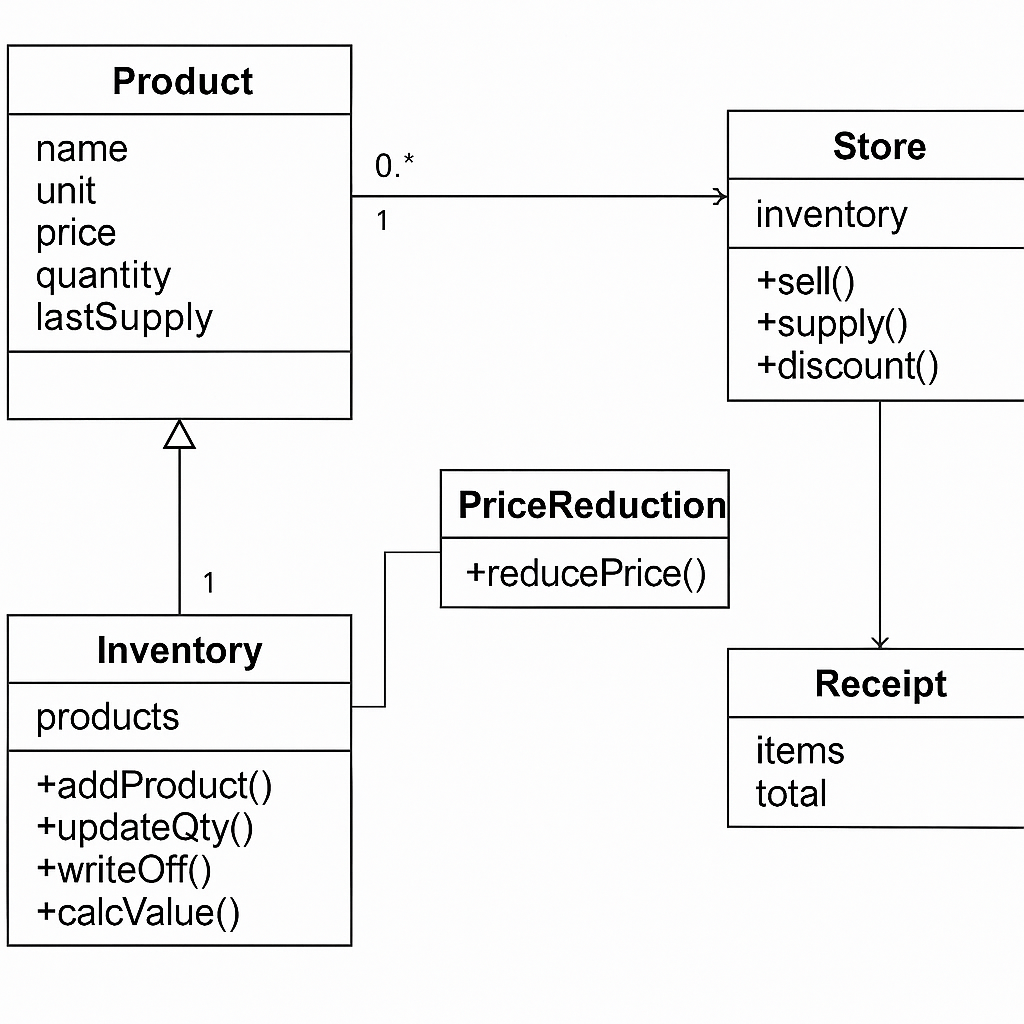 Product
name
unit
price
quantity
lastSupply
0.*
1
Store
inventory
+sell()
+supply()
+discount()
PriceReduction
+reducePrice()
1
Inventory
products
+addProduct()
+updateQty()
+writeOff()
+calcValue()
Receipt
items
total